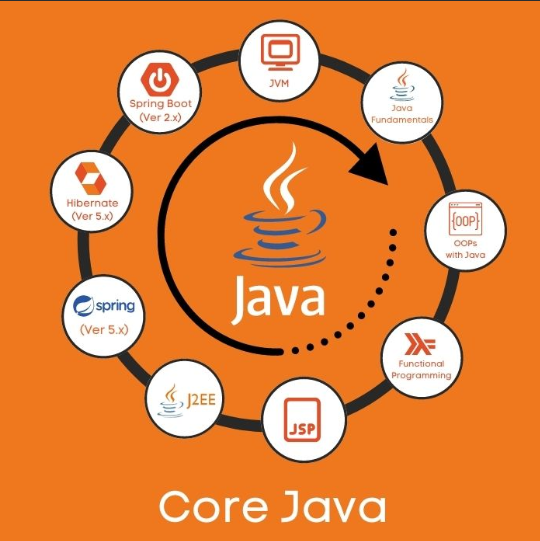 JVM
Java
Fundamentals
{OOP}
OOPs
with Java
Functional
Programming
JSP
J2EE
spring
(Ver 5.x)
Hibernate
(Ver 5.x)
Spring Boot
(Ver 2.x)
Java
Core Java